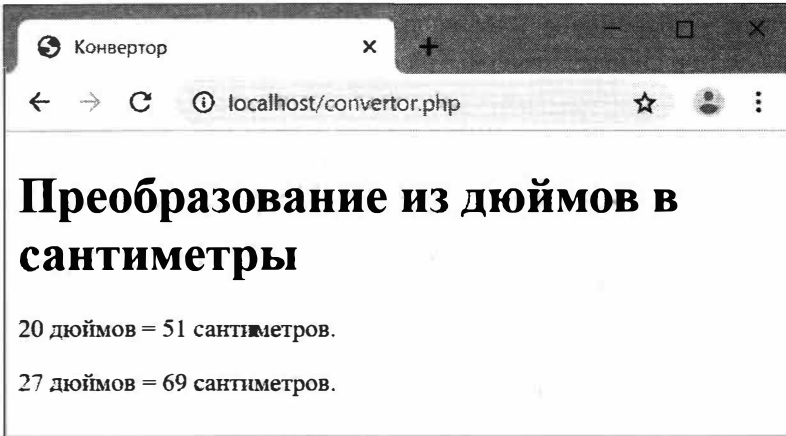 Конвертор
localhost/convertor.php
Преобразование из дюймов в
сантиметры
20 дюймов = 51 сантиметров.
27 дюймов = 69 сантиметров.